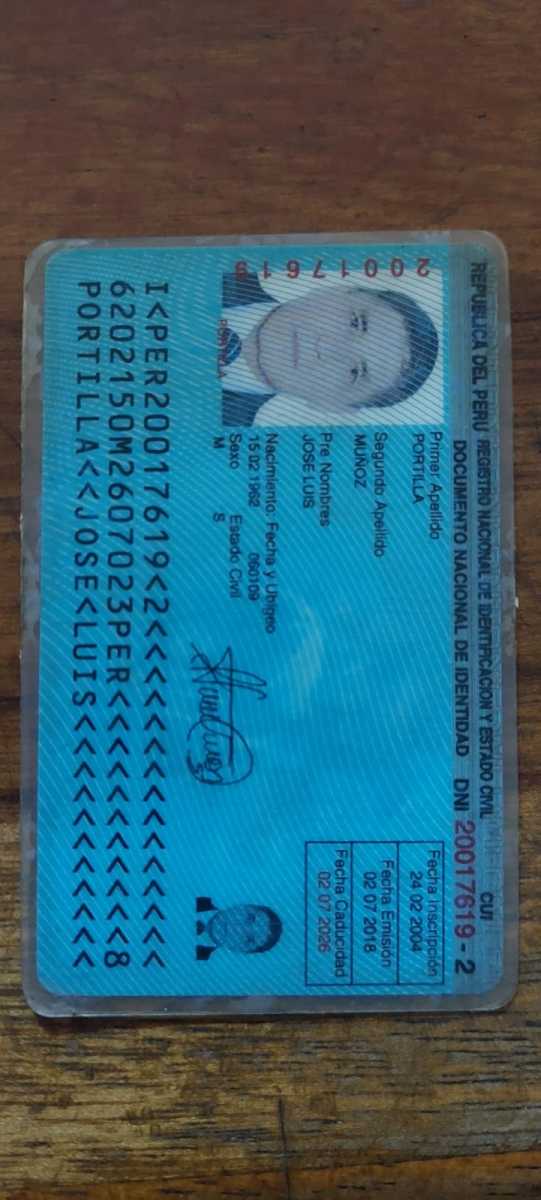 REPUBLICA DEL PERU REGISTRO NACIONAL DE IDENTIFICACION Y ESTADO CIVIL
CUI
DOCUMENTO NACIONAL DE IDENTIDAD DNI 20017619 - 2
20017619
Primer Apellido
PORTILLA
Segundo Apellido
MUÑOZ
Pre Nombres
JOSE LUIS
Nacimiento: Fecha y Ubigeo
15 02 1962 060109
Sexo Estado Civil
M S
Fecha Inscripción
24 02 2004
Fecha Emisión
02 07 2018
Fecha Caducidad
02 07 2026
I<PER20017619<2<<<<<<<<<<<<<<<
6202150M2607023PER<<<<<<<<<<<8
PORTILLA<<JOSE<LUIS<<<<<<<<<<<